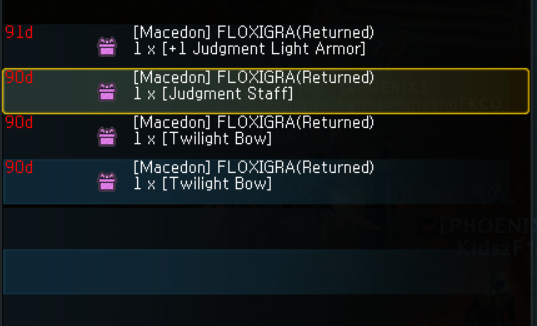 91d
[Macedon] FLOXIGRA(Returned)
1 x [+1 Judgment Light Armor]
90d
[Macedon] FLOXIGRA(Returned)
1 x [Judgment Staff]
90d
[Macedon] FLOXIGRA(Returned)
1 x [Twilight Bow]
90d
[Macedon] FLOXIGRA(Returned)
1 x [Twilight Bow]